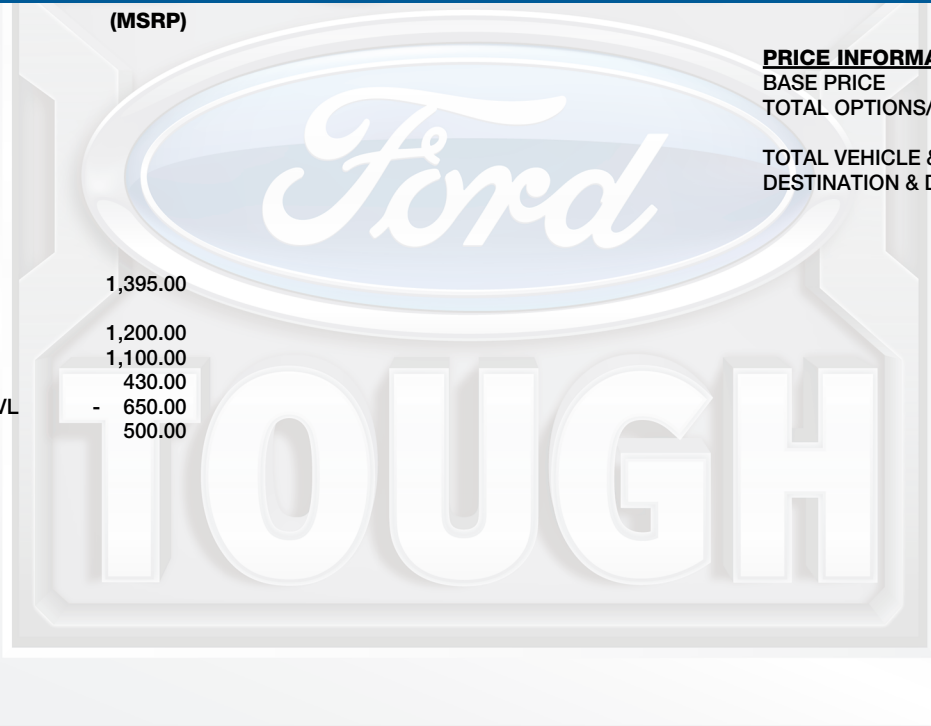 (MSRP)
PRICE INFORMA
BASE PRICE
TOTAL OPTIONS/
TOTAL VEHICLE &
DESTINATION & D
Ford
1,395.00
1,200.00
1,100.00
430.00
VL - 650.00
500.00
TOUGH